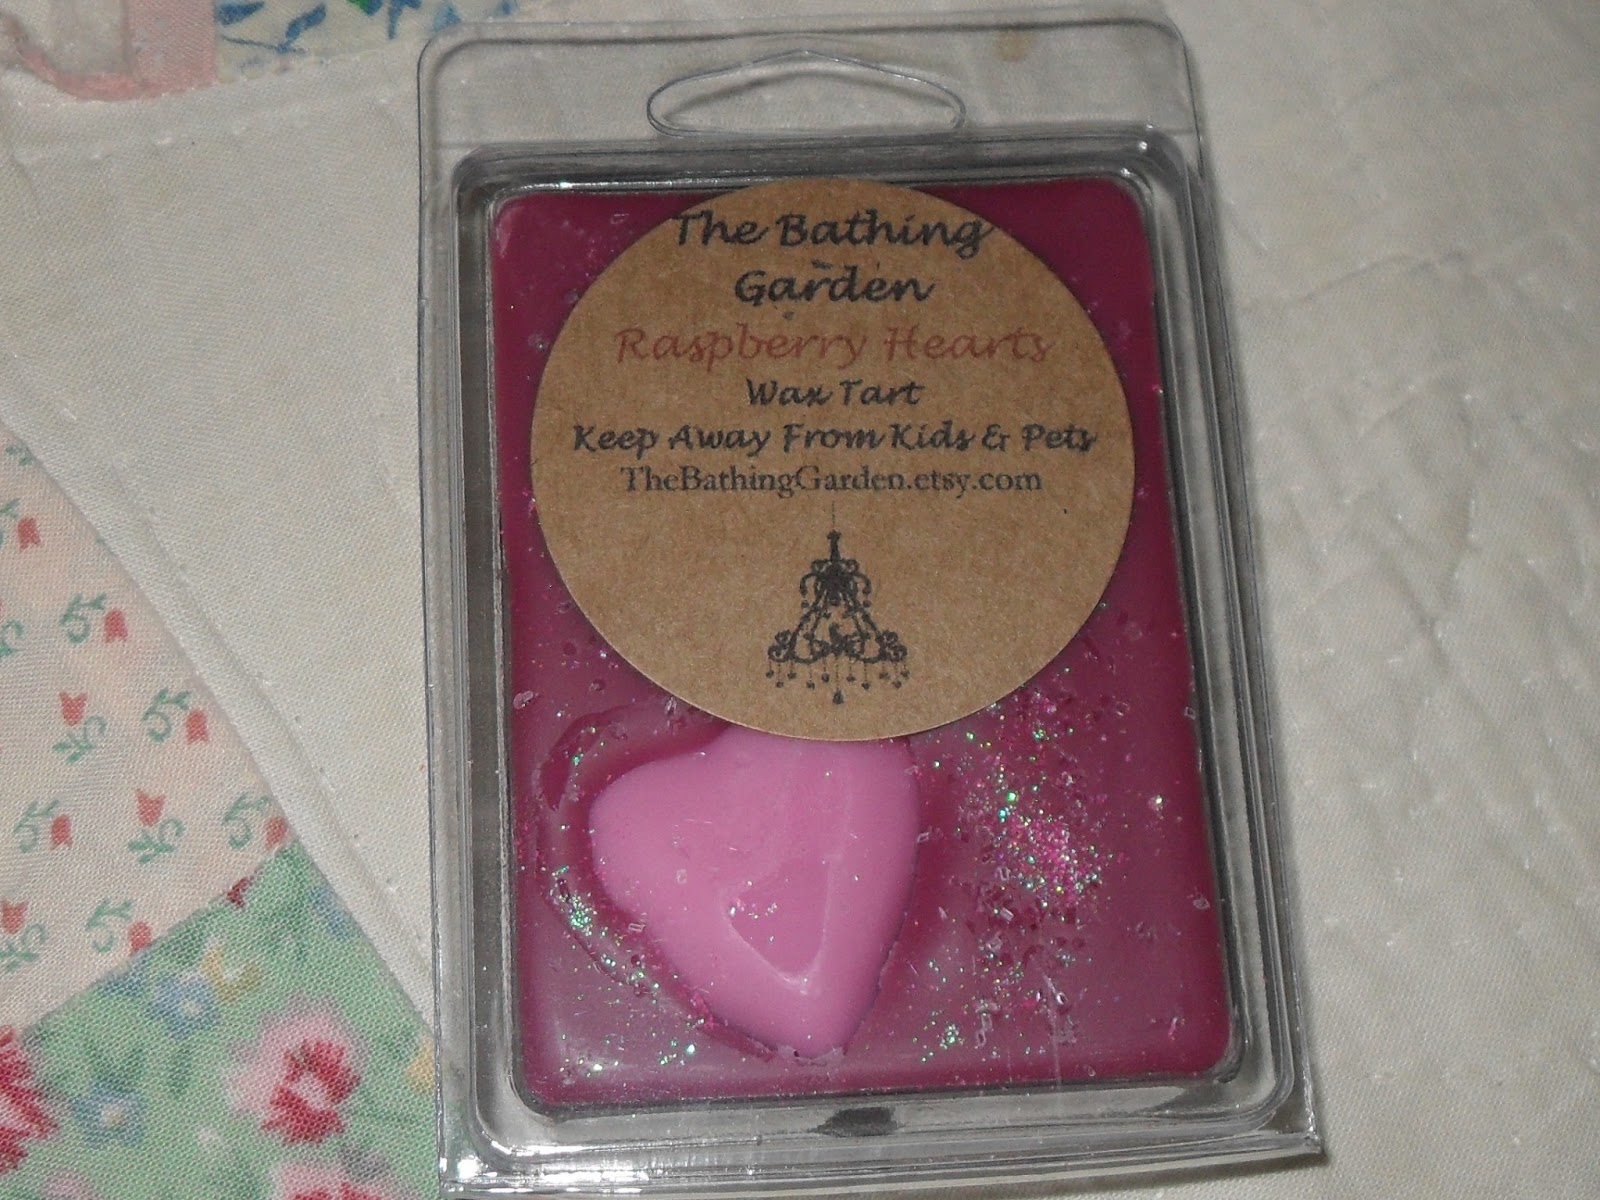 The Bathing
Garden
Raspberry Hearts
Wax Tart
Keep Away From Kids & Pets
TheBathingGarden.etsy.com